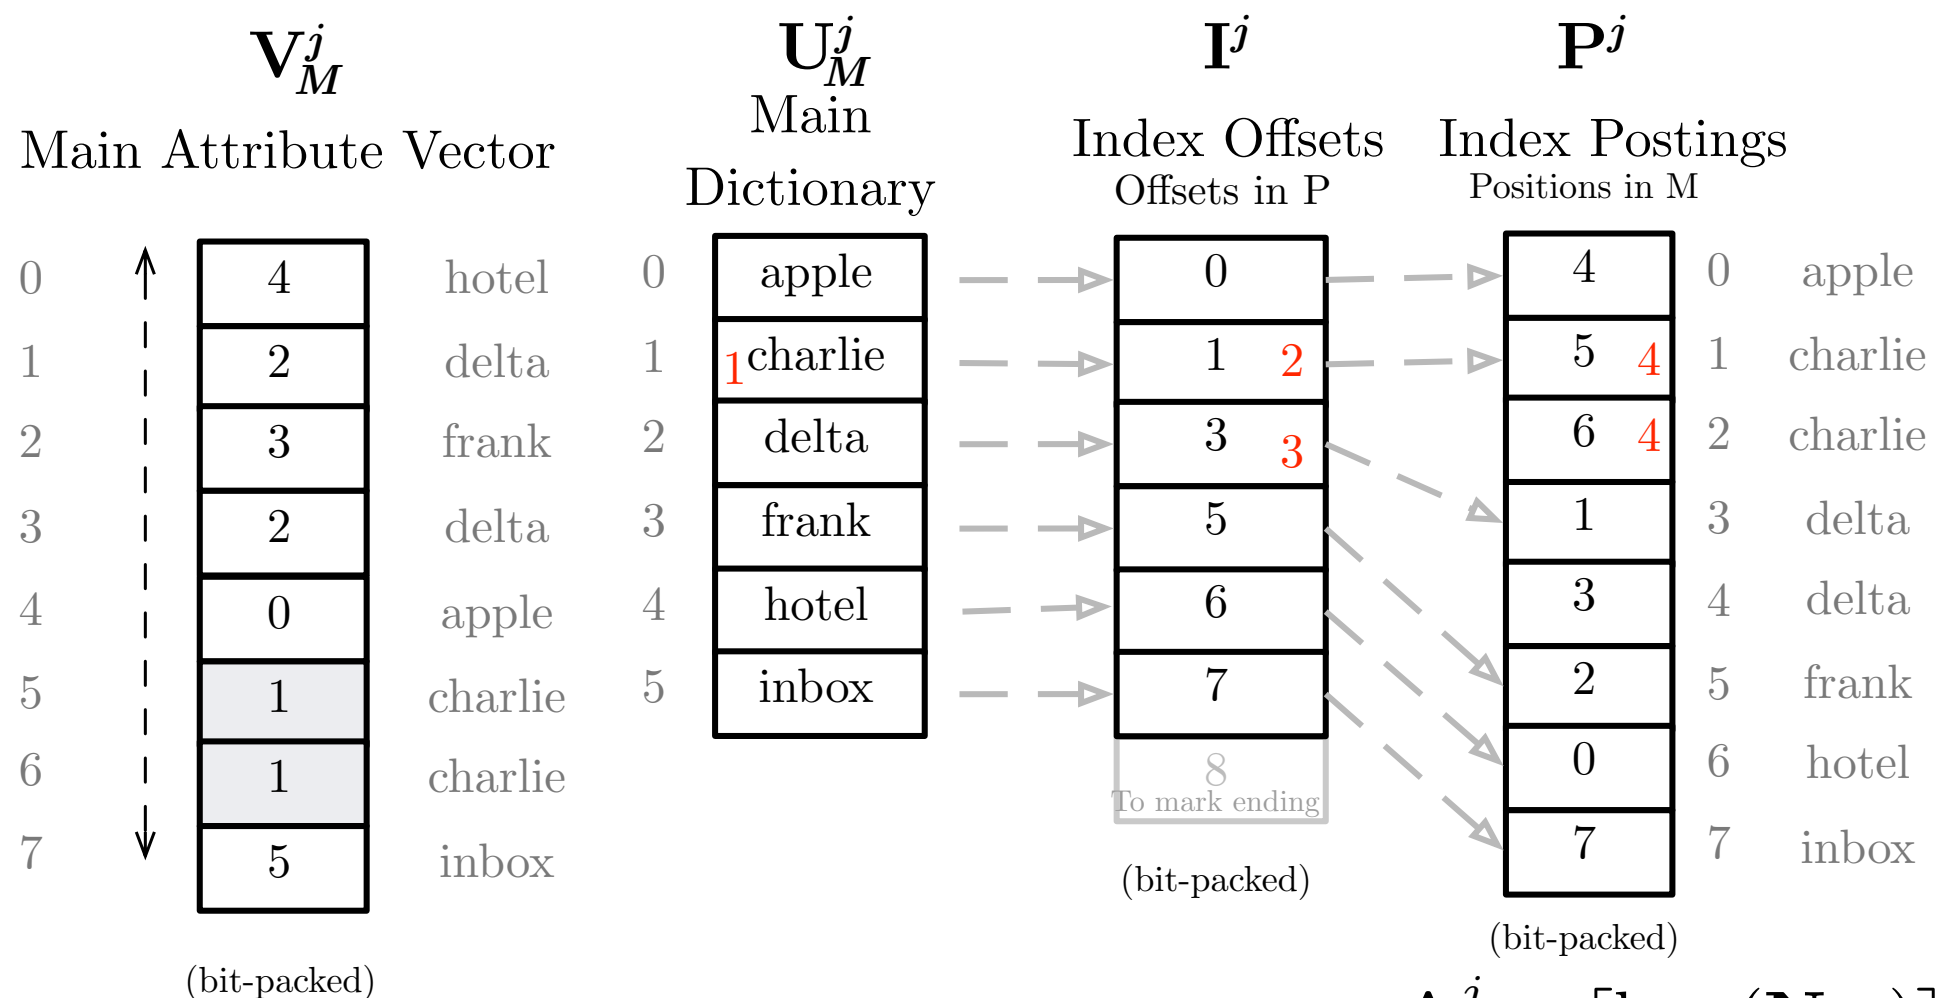 V_M^j U_M^j I^j P^j
Main Attribute Vector
Main
Dictionary
Index Offsets
Offsets in P
Index Postings
Positions in M
0 4 hotel 0 apple 0 4 0 apple
1 2 delta 1 1 charlie 1 2 5 4 1 charlie
2 3 frank 2 delta 3 3 6 4 2 charlie
3 2 delta 3 frank 5 1 3 delta
4 0 apple 4 hotel 6 3 4 delta
5 1 charlie 5 inbox 7 2 5 frank
6 1 charlie 8 0 6 hotel
To mark ending
7 5 inbox 7 7 inbox
(bit-packed)
(bit-packed)
(bit-packed)